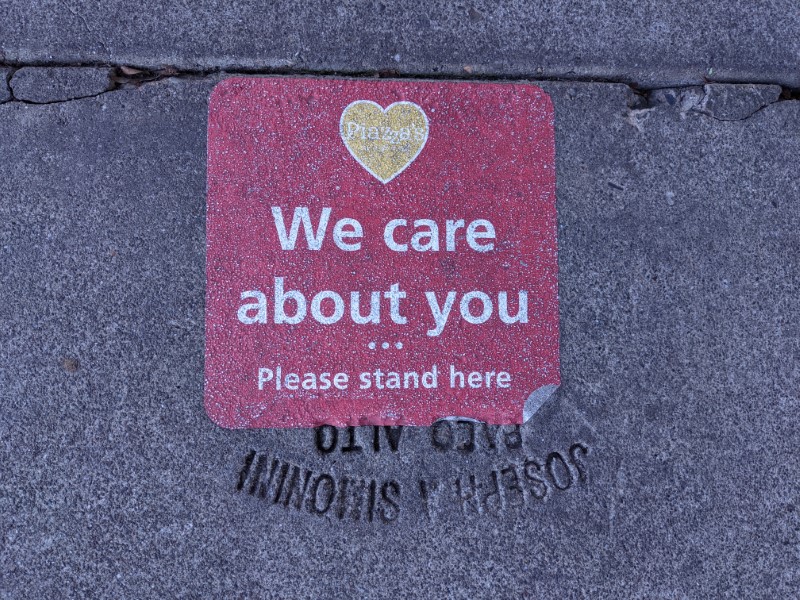 Piazza's
We care
about you
...
Please stand here
JOSEPH A SIMONINI
PALO ALTO